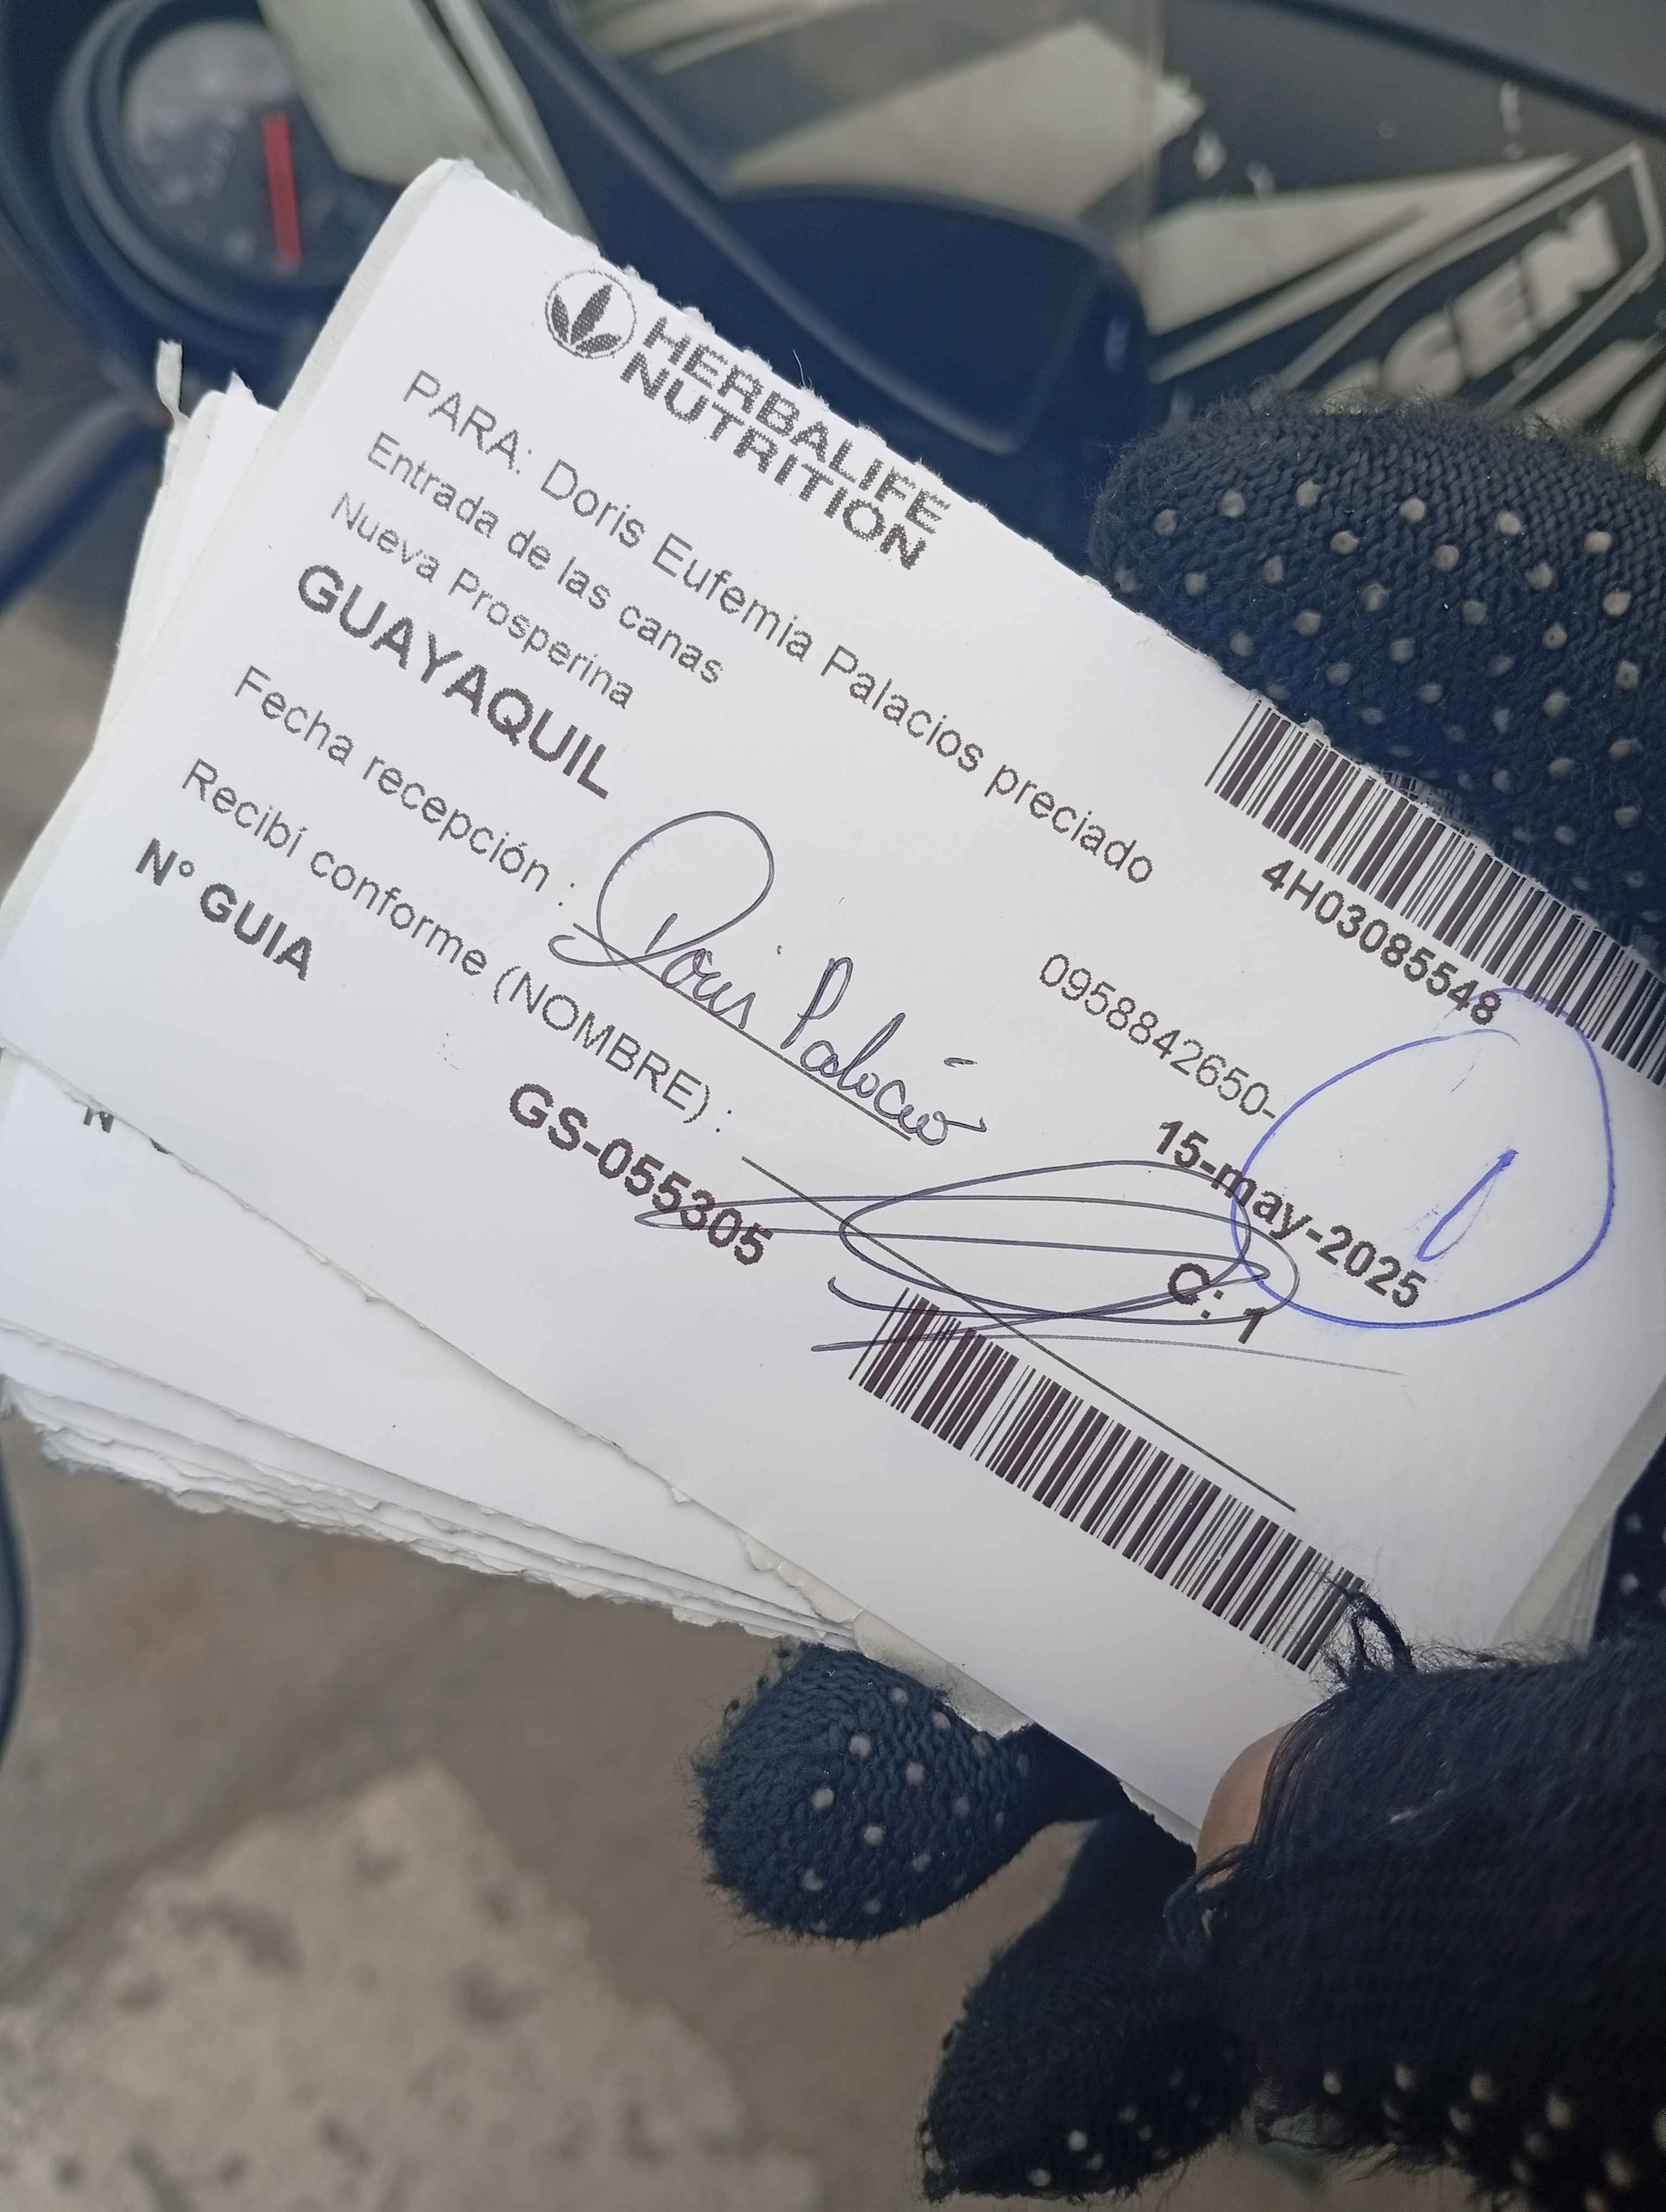 HERBALIFE
NUTRITION
4H03085548
PARA: Doris Eufemia Palacios preciado
Entrada de las canas
Nueva Prosperina
0958842650-
GUAYAQUIL
15-may-2025
Fecha recepción :
Doris Palacio
Recibí conforme (NOMBRE) :
C: 1
N° GUIA
GS-055305